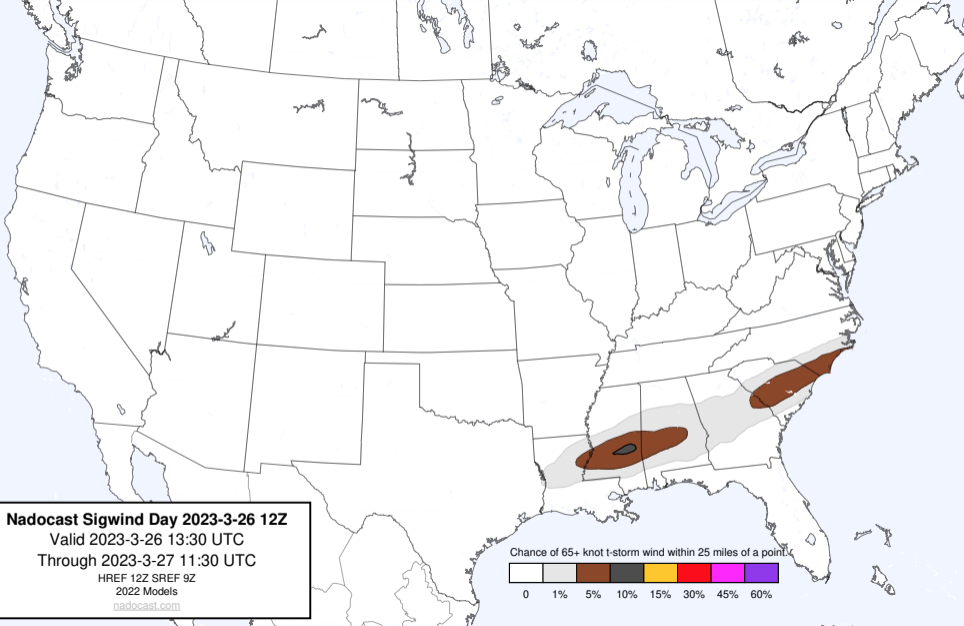 Nadocast Sigwind Day 2023-3-26 12Z
Valid 2023-3-26 13:30 UTC
Through 2023-3-27 11:30 UTC
HREF 12Z SREF 9Z
2022 Models
nadocast.com
Chance of 65+ knot t-storm wind within 25 miles of a point.
0 1% 5% 10% 15% 30% 45% 60%